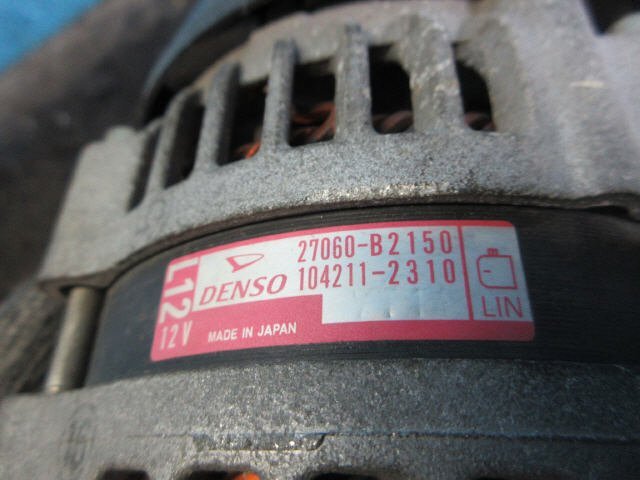 L12
12V
27060-B2150
DENSO 104211-2310
MADE IN JAPAN
LIN